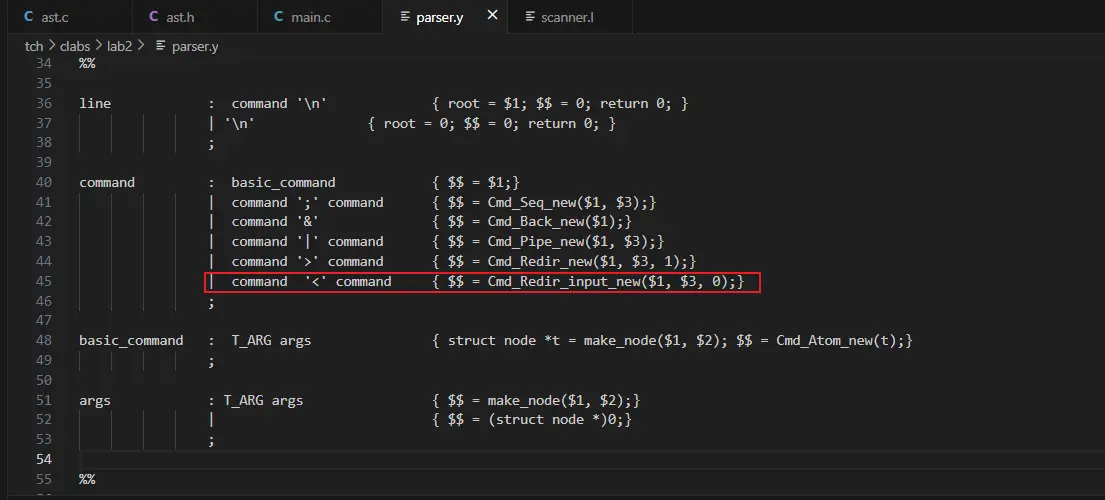 ast.c ast.h main.c parser.y × scanner.l
tch > clabs > lab2 > parser.y
34 %%
35
36 line : command '\n' { root = $1; $$ = 0; return 0; }
37 | '\n' { root = 0; $$ = 0; return 0; }
38 ;
39
40 command : basic_command { $$ = $1;}
41 | command ';' command { $$ = Cmd_Seq_new($1, $3);}
42 | command '&' { $$ = Cmd_Back_new($1);}
43 | command '|' command { $$ = Cmd_Pipe_new($1, $3);}
44 | command '>' command { $$ = Cmd_Redir_new($1, $3, 1);}
45 | command '<' command { $$ = Cmd_Redir_input_new($1, $3, 0);}
46 ;
47
48 basic_command : T_ARG args { struct node *t = make_node($1, $2); $$ = Cmd_Atom_new(t);}
49 ;
50
51 args : T_ARG args { $$ = make_node($1, $2);}
52 | { $$ = (struct node *)0;}
53 ;
54
55 %%